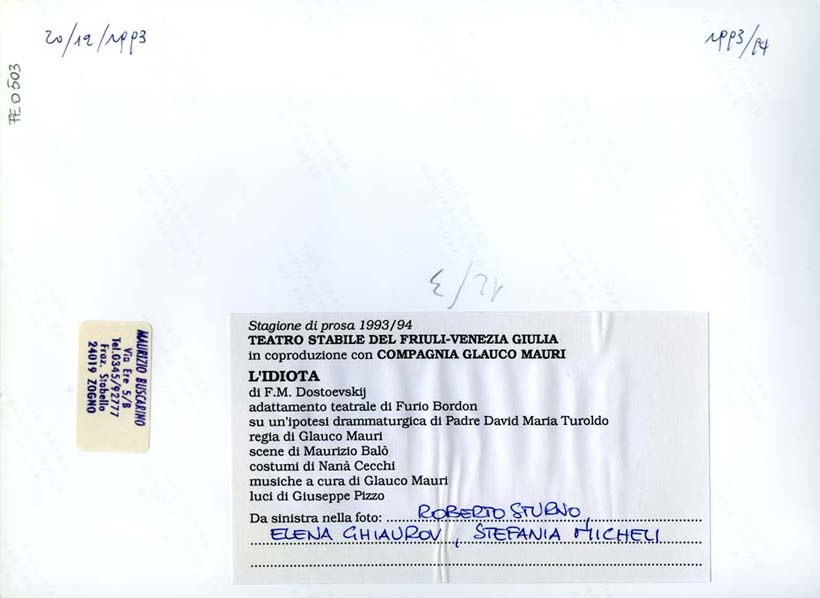 20/12/1993
1993/94
FE0503
12/3
MAURIZIO BUSCARINO
Via Ere 5/B
Tel.0345/92777
Fraz. Stabello
24019 ZOGNO
Stagione di prosa 1993/94
TEATRO STABILE DEL FRIULI-VENEZIA GIULIA
in coproduzione con COMPAGNIA GLAUCO MAURI
L'IDIOTA
di F.M. Dostoevskij
adattamento teatrale di Furio Bordon
su un'ipotesi drammaturgica di Padre David Maria Turoldo
regia di Glauco Mauri
scene di Maurizio Balò
costumi di Nanà Cecchi
musiche a cura di Glauco Mauri
luci di Giuseppe Pizzo
Da sinistra nella foto: ROBERTO STURNO,
ELENA GHIAUROV, STEFANIA MICHELI